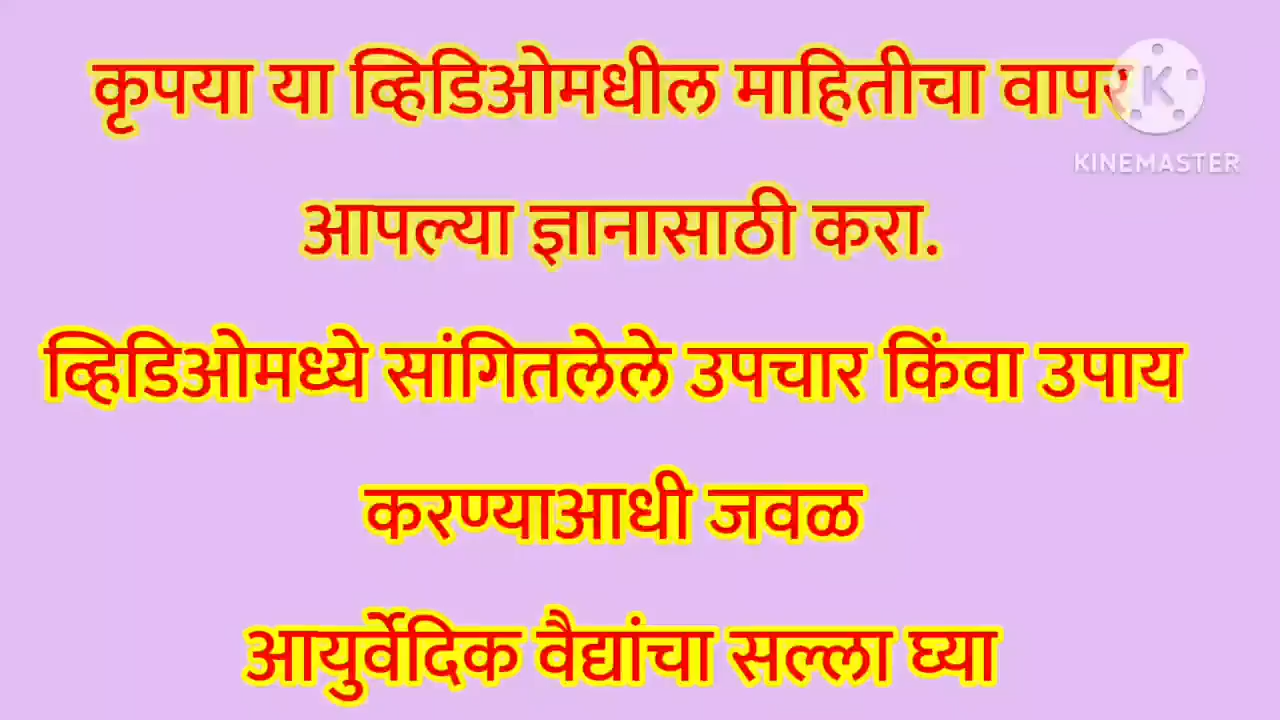 कृपया या व्हिडिओमधील माहितीचा वापर
आपल्या ज्ञानासाठी करा.
व्हिडिओमध्ये सांगितलेले उपचार किंवा उपाय
करण्याआधी जवळ
आयुर्वेदिक वैद्यांचा सल्ला घ्या
K
KINEMASTER